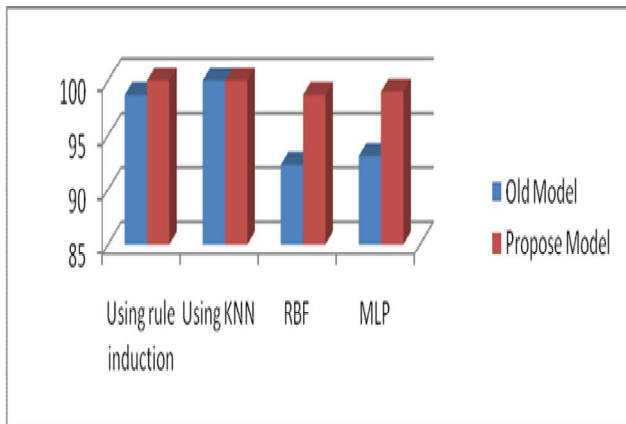 100
95
90
85
Using rule induction
Using KNN
RBF
MLP
Old Model
Propose Model